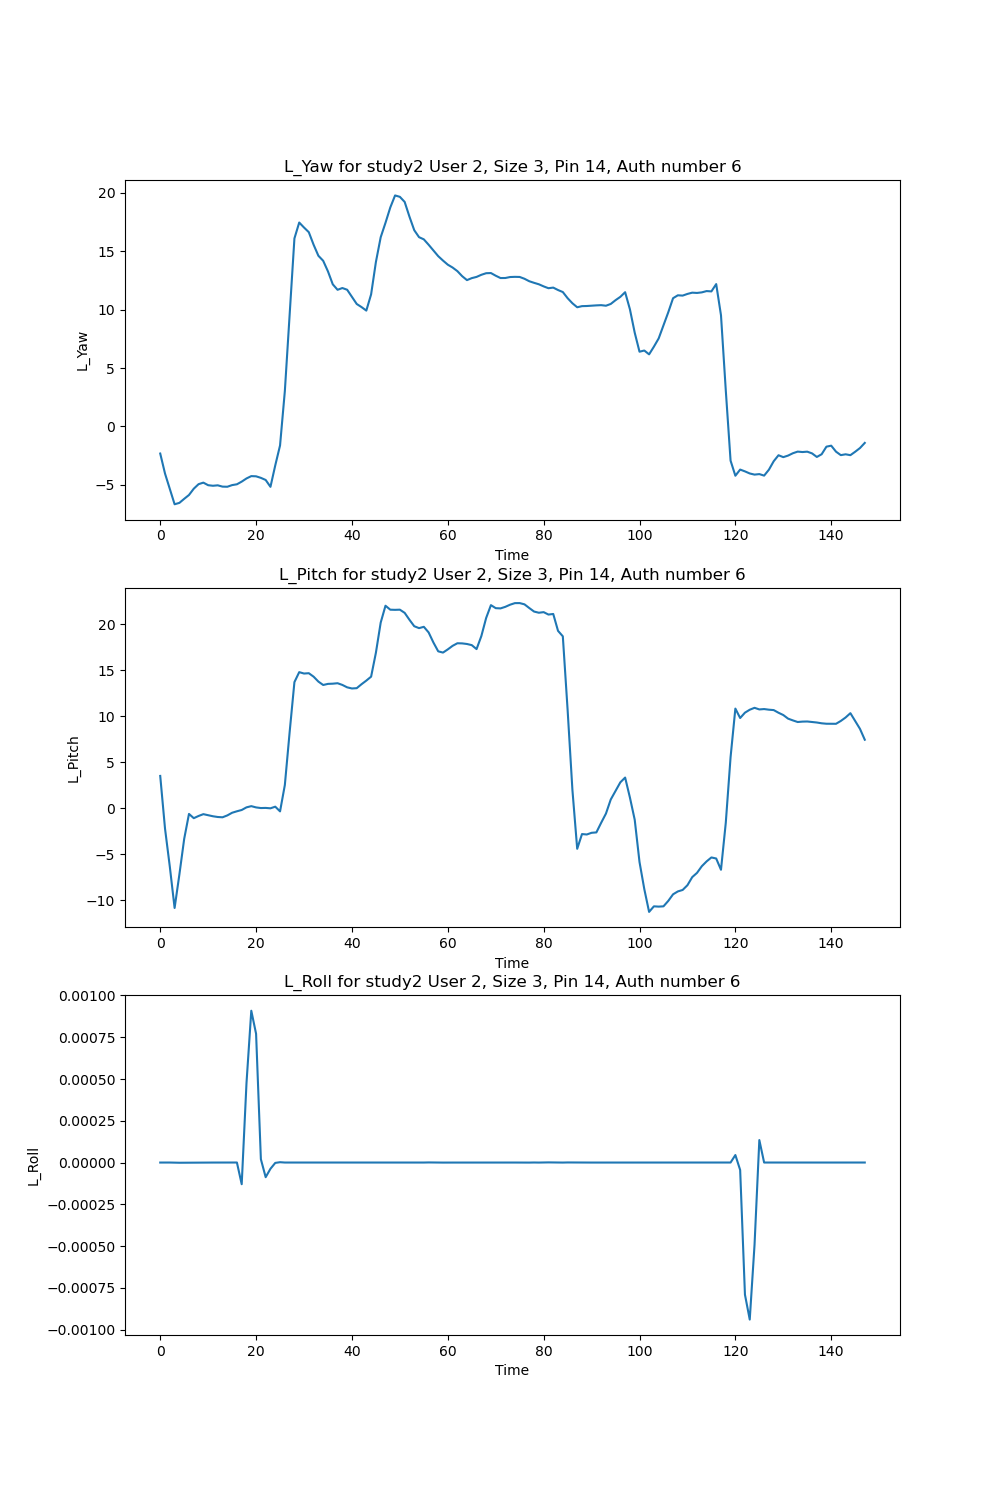 L_Yaw for study2 User 2, Size 3, Pin 14, Auth number 6
20
15
10
5
0
−5
L_Yaw
0 20 40 60 80 100 120 140
Time
L_Pitch for study2 User 2, Size 3, Pin 14, Auth number 6
20
15
10
5
0
−5
−10
L_Pitch
0 20 40 60 80 100 120 140
Time
L_Roll for study2 User 2, Size 3, Pin 14, Auth number 6
0.00100
0.00075
0.00050
0.00025
0.00000
−0.00025
−0.00050
−0.00075
−0.00100
L_Roll
0 20 40 60 80 100 120 140
Time